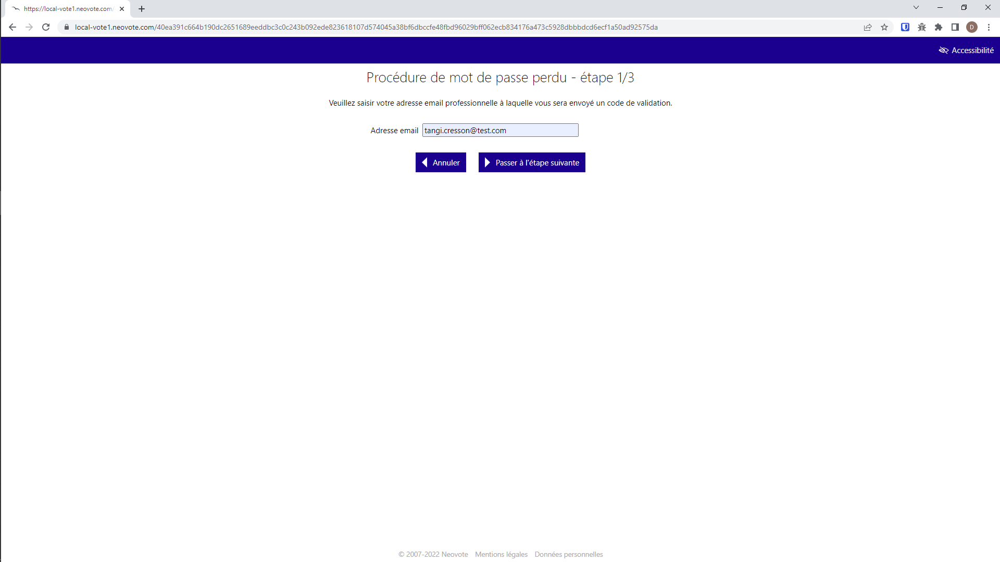 https://local-vote1.neovote.com/
local-vote1.neovote.com/40ea391c664b190dc2651689eeddbc3c0c243b092ede823618107d574045a38bf6dbccfe48fbd96029bff062ecb834176a473c5928dbbbdcd6ecf1a50ad92575da
D
Accessibilité
Procédure de mot de passe perdu - étape 1/3
Veuillez saisir votre adresse email professionnelle à laquelle vous sera envoyé un code de validation.
Adresse email tangi.cresson@test.com
Annuler Passer à l'étape suivante
© 2007-2022 Neovote Mentions légales Données personnelles